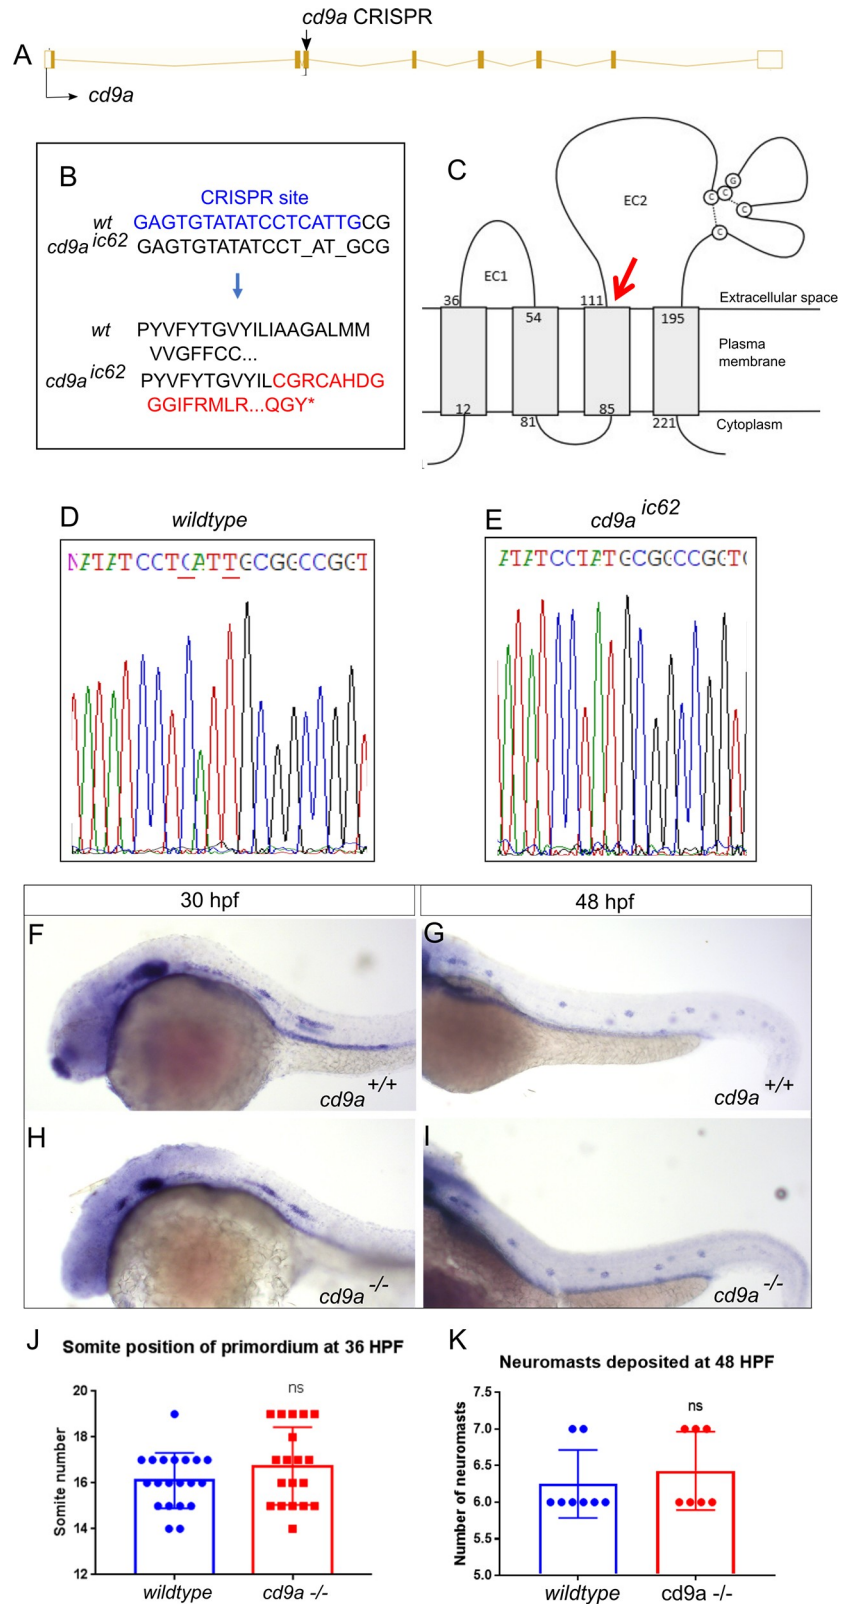 cd9a CRISPR
A
cd9a
B
CRISPR site
wt GAGTGTATATCCTCATTGCG
cd9a ic62 GAGTGTATATCCT_AT_GCG
wt PYVFYTGVYILIAAGALMM
VVGFFCC...
cd9a ic62 PYVFYTGVYILCGRCAHDG
GGIFRMLR...QGY*
C
EC2
G
C
C
C
C
EC1
36
111
Extracellular space
54
195
Plasma
membrane
12
85
81
221
Cytoplasm
D wildtype
NATATCCTCATTGCGGCCGGT
E cd9a ic62
ATATCCTATGCGGCCGGTG
30 hpf
48 hpf
F
cd9a +/+
G
cd9a +/+
H
cd9a -/-
I
cd9a -/-
J Somite position of primordium at 36 HPF
ns
Somite number
20
18
16
14
12
wildtype cd9a -/-
K Neuromasts deposited at 48 HPF
ns
Number of neuromasts
7.5
7.0
6.5
6.0
5.5
5.0
wildtype cd9a -/-